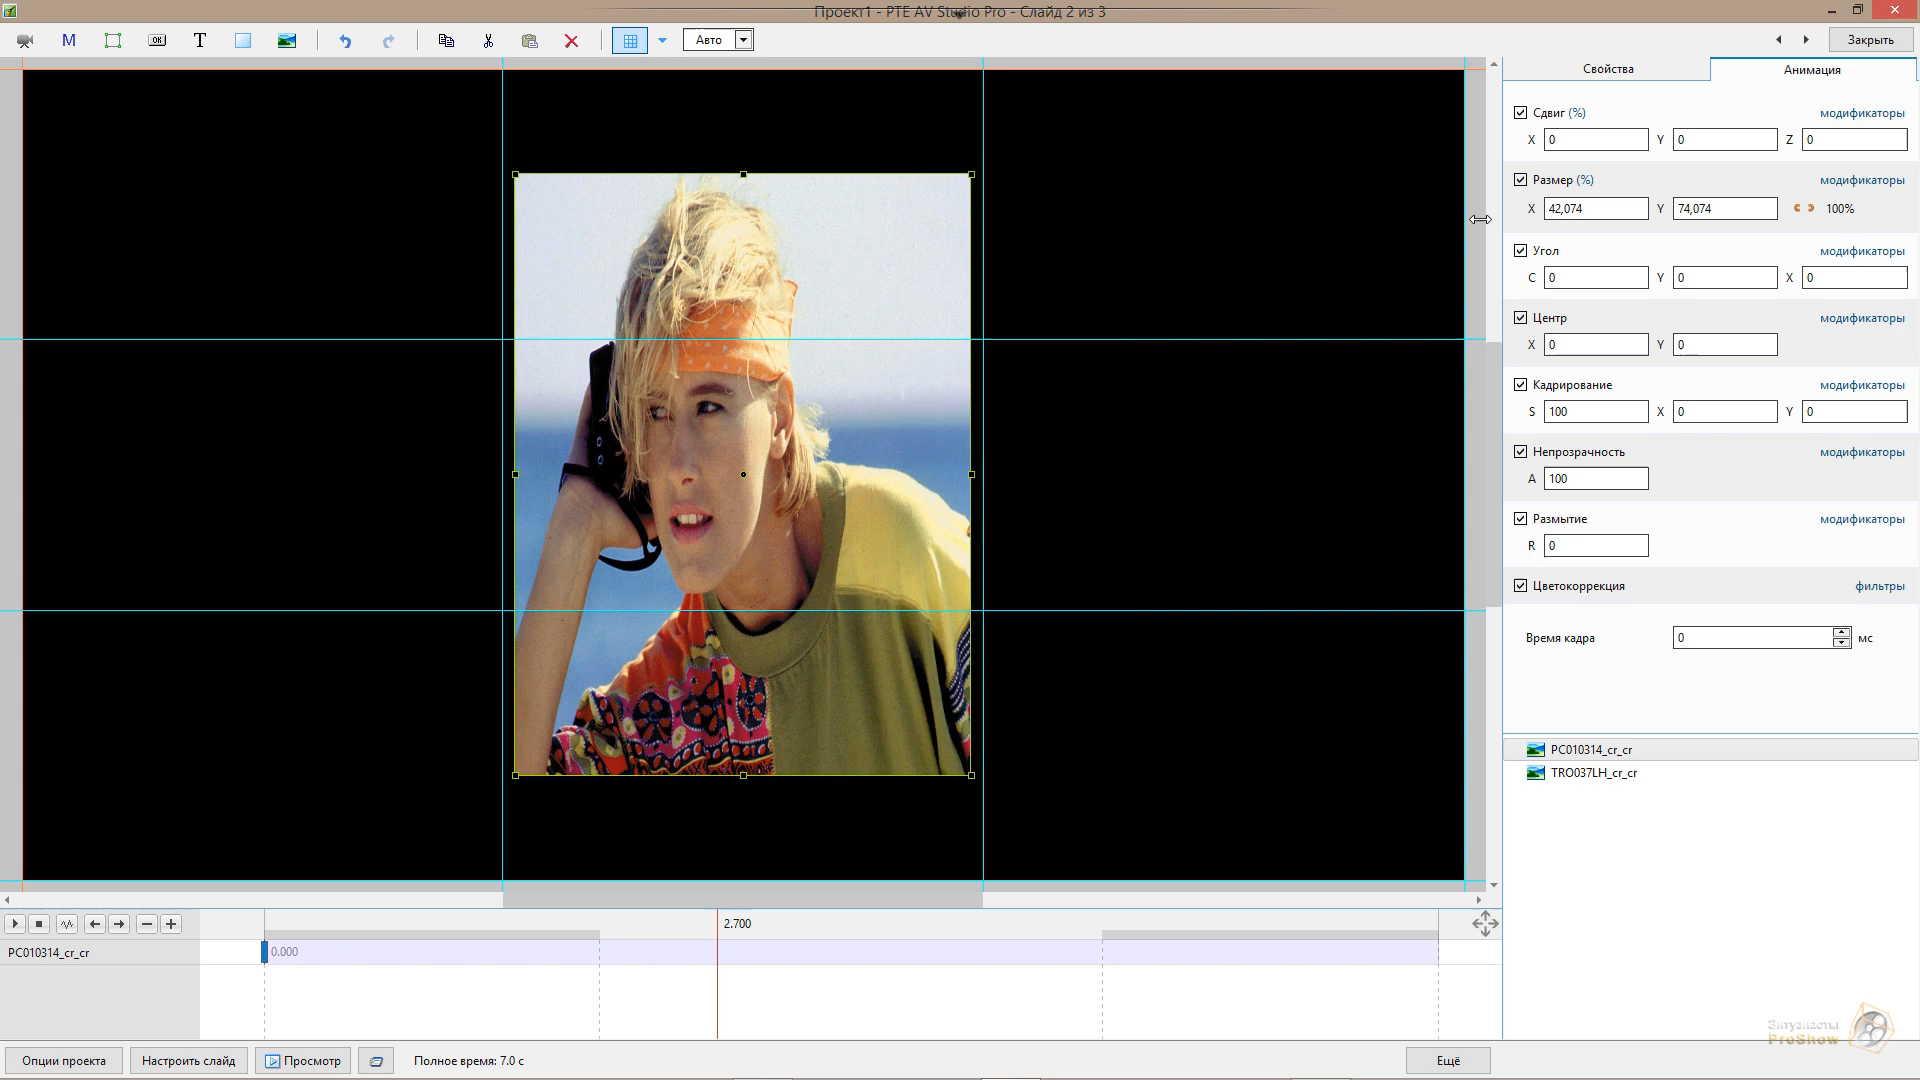 Проект1 - PTE AV Studio Pro - Слайд 2 из 3
M OK T Авто Закрыть
Свойства Анимация
Сдвиг (%) модификаторы
X 0 Y 0 Z 0
Размер (%) модификаторы
X 42,074 Y 74,074 100%
Угол модификаторы
C 0 Y 0 X 0
Центр модификаторы
X 0 Y 0
Кадрирование модификаторы
S 100 X 0 Y 0
Непрозрачность модификаторы
A 100
Размытие модификаторы
R 0
Цветокоррекция фильтры
Время кадра 0 мс
PC010314_cr_cr
TRO037LH_cr_cr
2.700
PC010314_cr_cr 0.000
Энтузиасты
ProShow
Опции проекта Настроить слайд Просмотр Полное время: 7.0 с Ещё